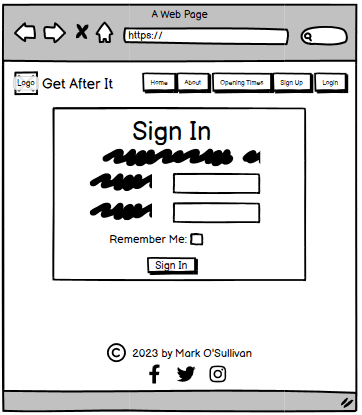 A Web Page
https://
Logo Get After It Home About Opening Times Sign Up Login
Sign In
Remember Me:
Sign In
© 2023 by Mark O'Sullivan